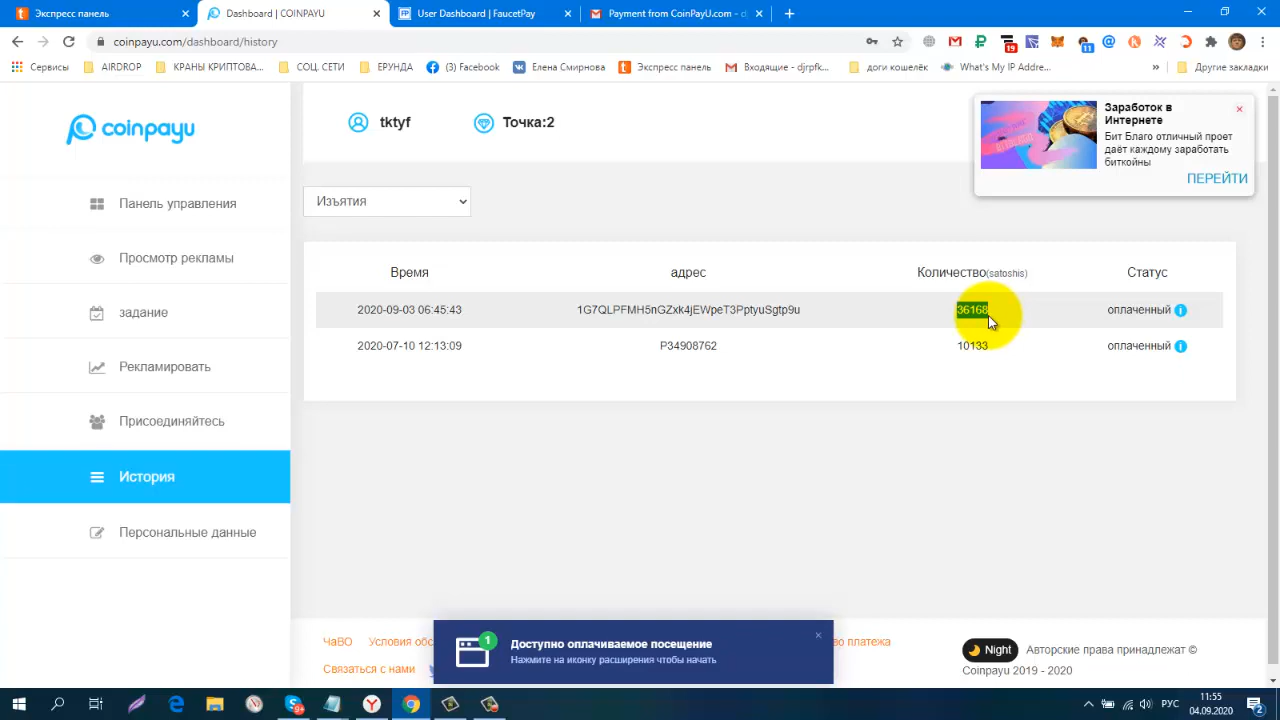 Экспресс панель
Dashboard | COINPAYU
User Dashboard | FaucetPay
Payment from CoinPayU.com - d
coinpayu.com/dashboard/history
19
11
Сервисы
AIRDROP
КРАНЫ КРИПТОВА...
СОЦ. СЕТИ
ЕРУНДА
(3) Facebook
Елена Смирнова
Экспресс панель
Входящие - djrpfk...
доги кошелёк
What's My IP Addre...
»
Другие закладки
coinpayu
tktyf
Точка:2
Заработок в
Интернете
Бит Благо отличный проет
даёт каждому заработать
биткойны
ПЕРЕЙТИ
Панель управления
Просмотр рекламы
задание
Рекламировать
Присоединяйтесь
История
Персональные данные
Изъятия
Время адрес Количество(satoshis) Статус
2020-09-03 06:45:43 1G7QLPFMH5nGZxk4jEWpeT3PptyuSgtp9u 36168 оплаченный
2020-07-10 12:13:09 P34908762 10133 оплаченный
ЧаВО
Условия обс
во платежа
Связаться с нами
1
Доступно оплачиваемое посещение
Нажмите на иконку расширения чтобы начать
Night
Авторские права принадлежат ©
Coinpayu 2019 - 2020
9+
РУС
11:55
04.09.2020
2